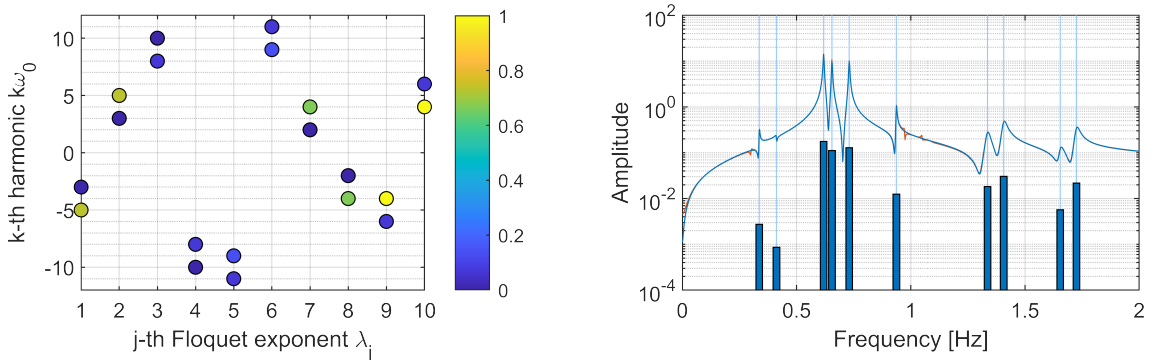 k-th harmonic kω0
10
5
0
-5
-10
1 2 3 4 5 6 7 8 9 10
j-th Floquet exponent λj
1
0.8
0.6
0.4
0.2
0
Amplitude
10^2
10^0
10^-2
10^-4
0 0.5 1 1.5 2
Frequency [Hz]